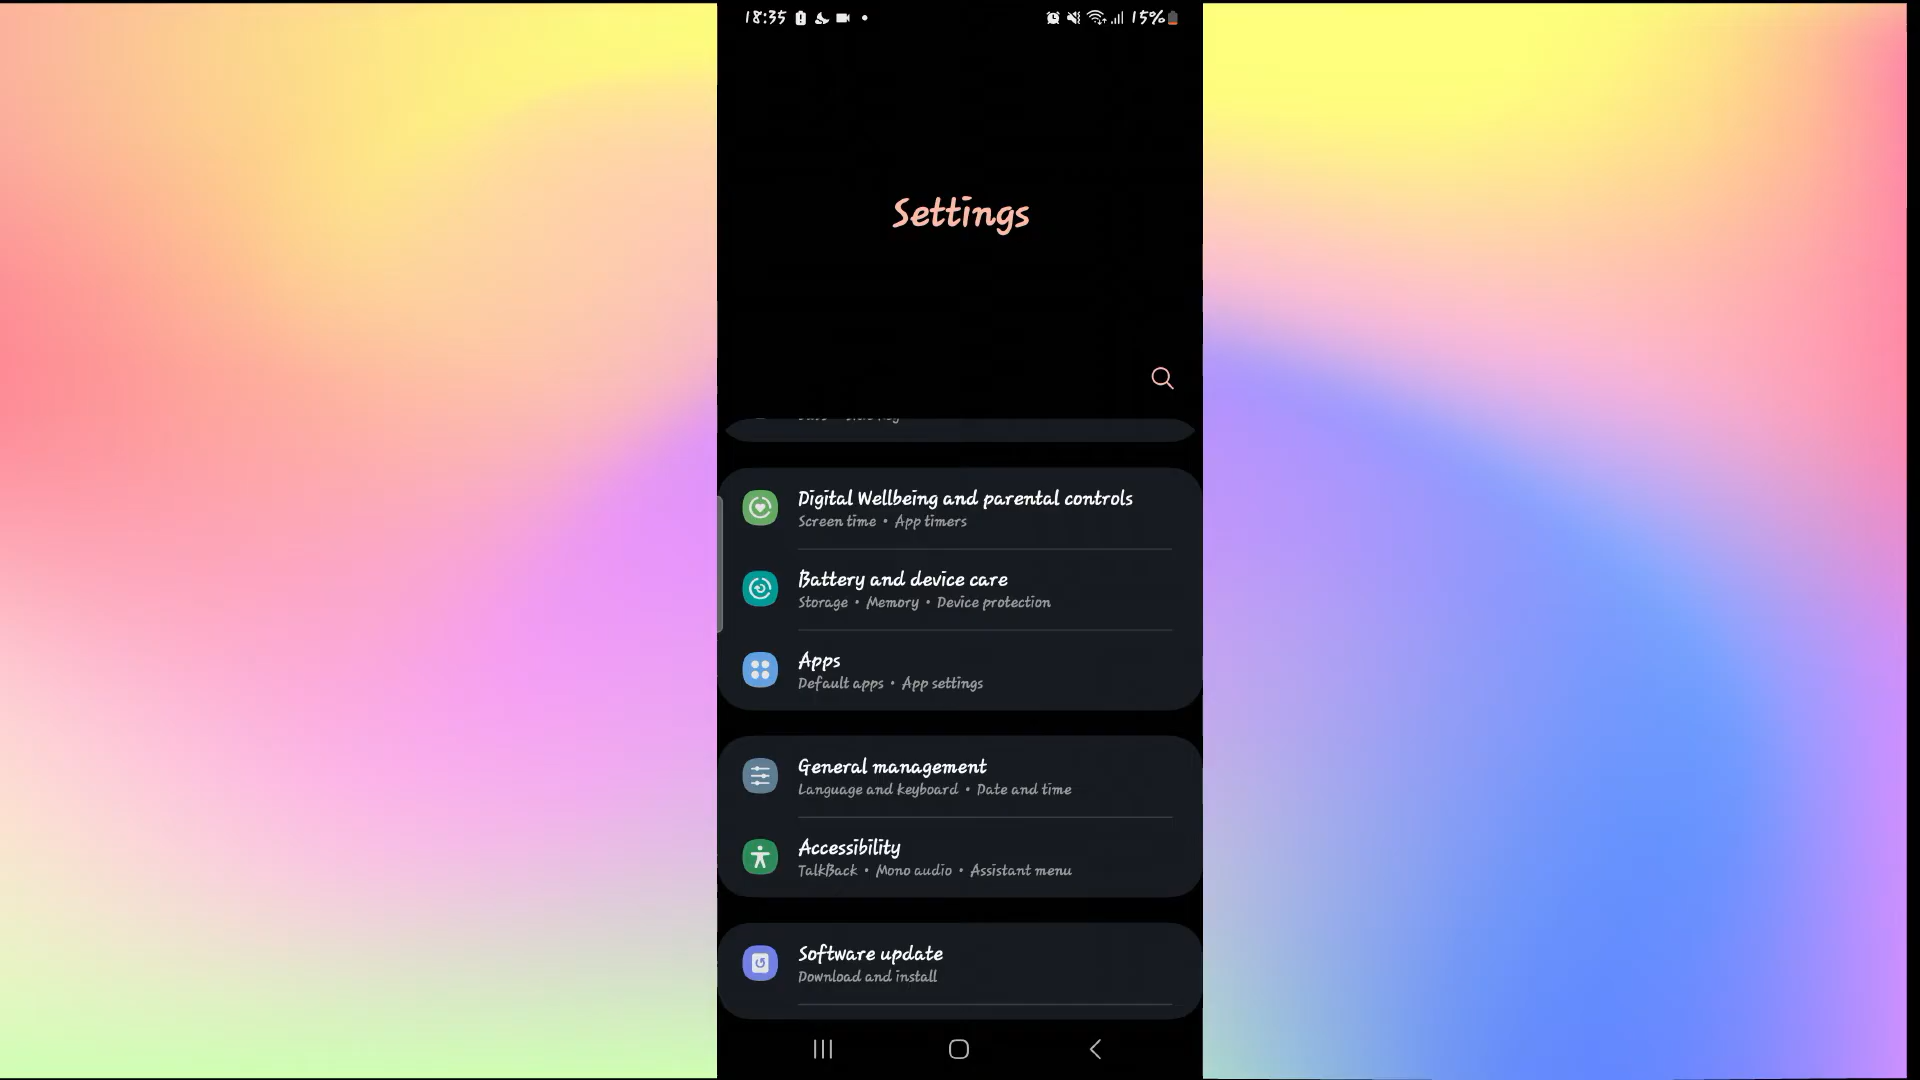 18:35
15%
Settings
Digital Wellbeing and parental controls
Screen time • App timers
Battery and device care
Storage • Memory • Device protection
Apps
Default apps • App settings
General management
Language and keyboard • Date and time
Accessibility
TalkBack • Mono audio • Assistant menu
Software update
Download and install